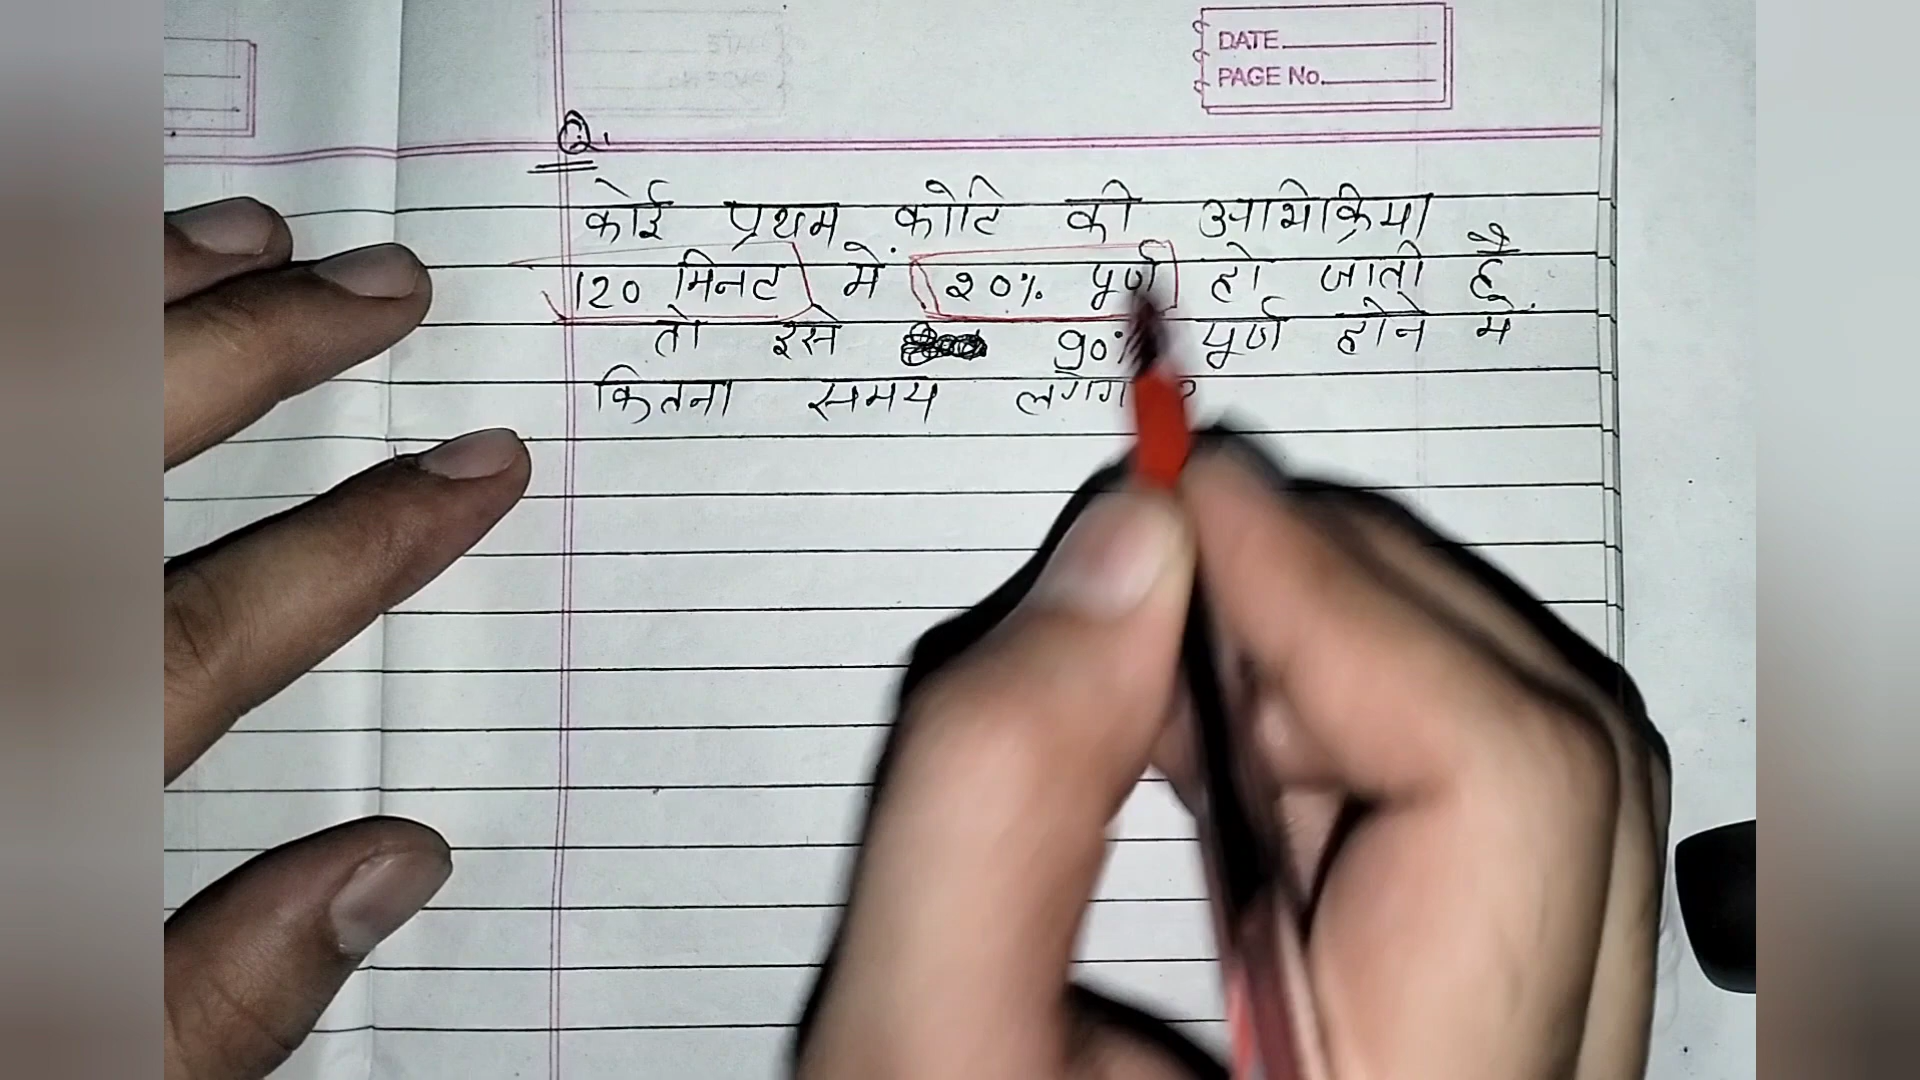 DATE
PAGE No.
Q.
कोई प्रथम कोटि की अभिक्रिया
120 मिनट में 20% पूर्ण हो जाती है
तो इसे 90% पूर्ण होने में
कितना समय